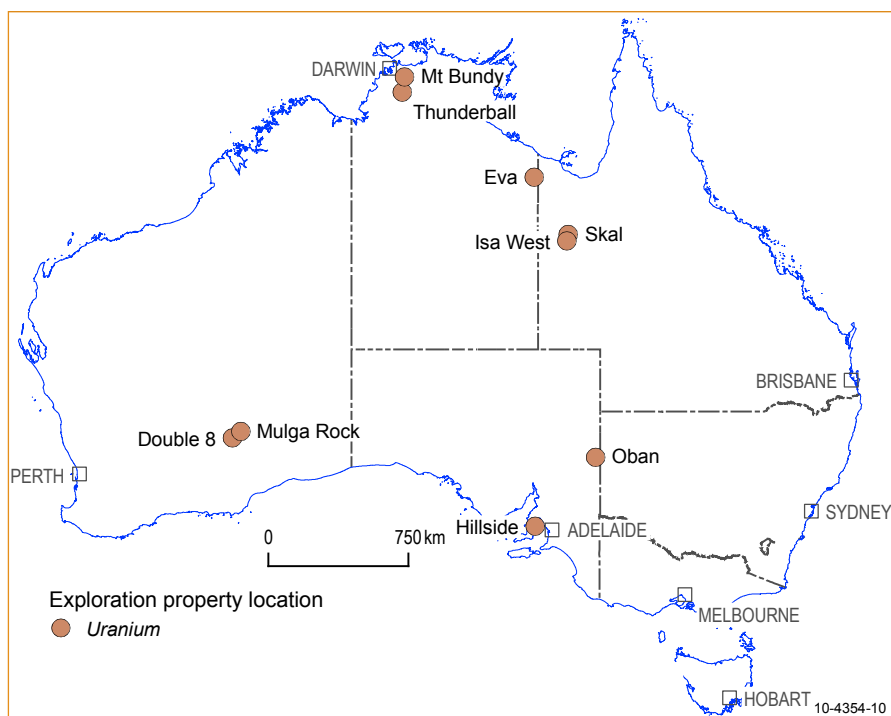 DARWIN
Mt Bundy
Thunderball
Eva
Skal
Isa West
BRISBANE
Mulga Rock
Double 8
Oban
PERTH
SYDNEY
Hillside
ADELAIDE
0 750 km
Exploration property location
Uranium
MELBOURNE
HOBART
10-4354-10